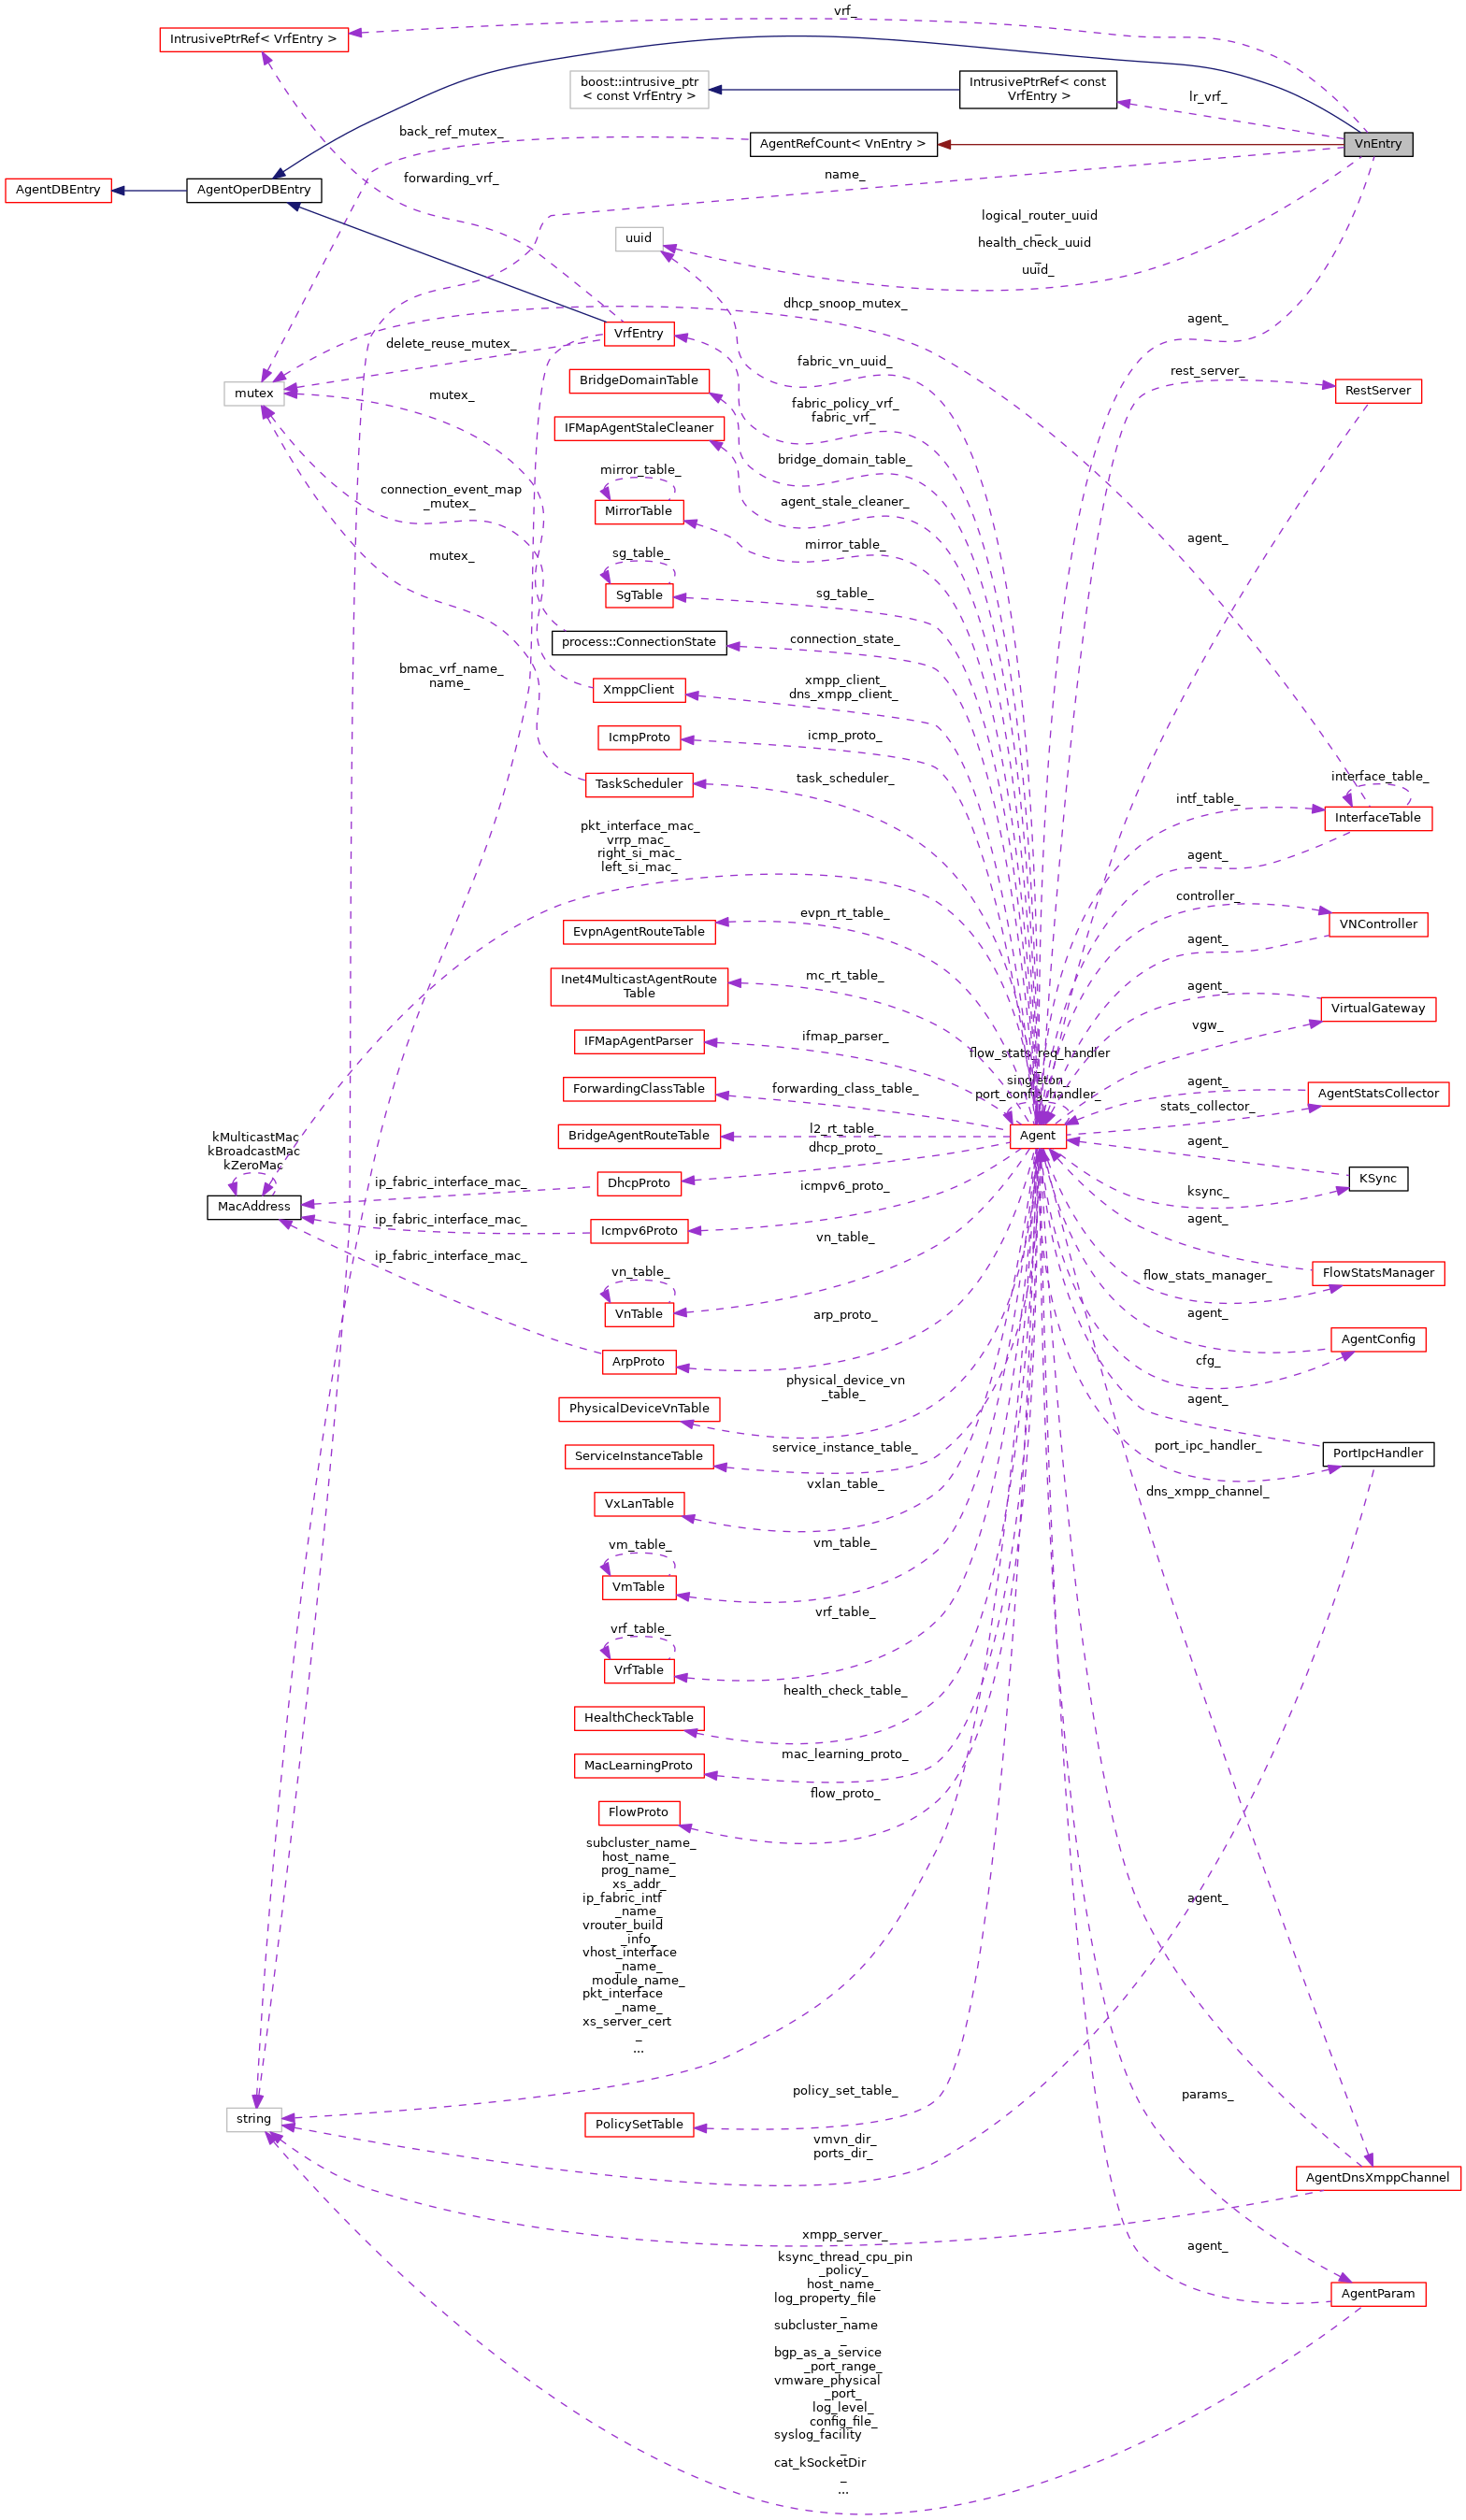 vrf_
IntrusivePtrRef< VrfEntry >
boost::intrusive_ptr
< const VrfEntry >
IntrusivePtrRef< const
VrfEntry >
lr_vrf_
back_ref_mutex_
AgentRefCount< VnEntry >
VnEntry
forwarding_vrf_
name_
AgentDBEntry
AgentOperDBEntry
logical_router_uuid
_
health_check_uuid
_
uuid_
uuid
dhcp_snoop_mutex_
agent_
VrfEntry
delete_reuse_mutex_
fabric_vn_uuid_
rest_server_
BridgeDomainTable
RestServer
mutex
mutex_
fabric_policy_vrf_
fabric_vrf_
IFMapAgentStaleCleaner
bridge_domain_table_
mirror_table_
connection_event_map
_mutex_
agent_stale_cleaner_
MirrorTable
agent_
mirror_table_
mutex_
sg_table_
SgTable
sg_table_
process::ConnectionState
connection_state_
bmac_vrf_name_
name_
XmppClient
xmpp_client_
dns_xmpp_client_
IcmpProto
icmp_proto_
TaskScheduler
task_scheduler_
interface_table_
intf_table_
InterfaceTable
pkt_interface_mac_
vrrp_mac_
right_si_mac_
left_si_mac_
agent_
controller_
EvpnAgentRouteTable
evpn_rt_table_
VNController
agent_
Inet4MulticastAgentRoute
Table
mc_rt_table_
agent_
VirtualGateway
vgw_
IFMapAgentParser
ifmap_parser_
flow_stats_req_handler
_
singleton_
port_config_handler_
ForwardingClassTable
forwarding_class_table_
agent_
AgentStatsCollector
stats_collector_
BridgeAgentRouteTable
l2_rt_table_
Agent
agent_
kMulticastMac
kBroadcastMac
kZeroMac
dhcp_proto_
ip_fabric_interface_mac_
DhcpProto
icmpv6_proto_
KSync
ksync_
MacAddress
ip_fabric_interface_mac_
Icmpv6Proto
agent_
vn_table_
ip_fabric_interface_mac_
vn_table_
FlowStatsManager
flow_stats_manager_
VnTable
arp_proto_
agent_
AgentConfig
ArpProto
cfg_
physical_device_vn
_table_
PhysicalDeviceVnTable
agent_
ServiceInstanceTable
service_instance_table_
port_ipc_handler_
PortIpcHandler
vxlan_table_
dns_xmpp_channel_
VxLanTable
vm_table_
vm_table_
VmTable
vrf_table_
vrf_table_
VrfTable
health_check_table_
HealthCheckTable
mac_learning_proto_
MacLearningProto
flow_proto_
FlowProto
subcluster_name_
host_name_
prog_name_
xs_addr_
ip_fabric_intf
_name_
vrouter_build
_info_
vhost_interface
_name_
module_name_
pkt_interface
_name_
xs_server_cert
_
...
agent_
policy_set_table_
params_
string
PolicySetTable
vmvn_dir_
ports_dir_
AgentDnsXmppChannel
xmpp_server_
agent_
AgentParam
ksync_thread_cpu_pin
_policy_
host_name_
log_property_file
_
subcluster_name
_
bgp_as_a_service
_port_range_
vmware_physical
_port_
log_level_
config_file_
syslog_facility
_
cat_kSocketDir
_
...